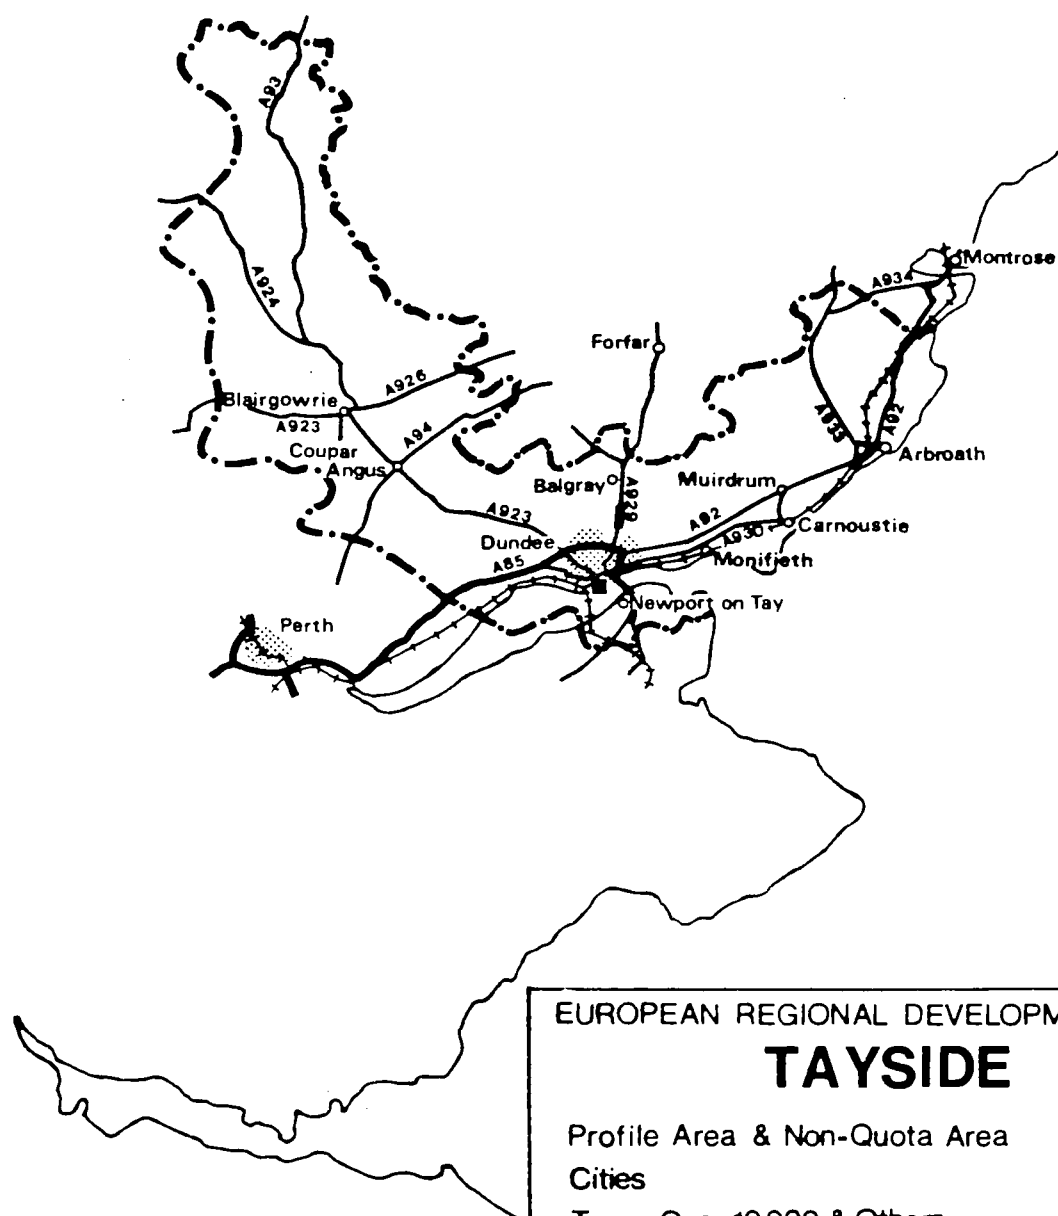 A93
Montrose
A934
A924
Forfar
A926
Blairgowrie
A923
A94
A933
A92
Coupar
Angus
Arbroath
Balgray
A929
Muirdrum
A923
A92
Carnoustie
A930
Dundee
Monifieth
A85
Newport on Tay
Perth
EUROPEAN REGIONAL DEVELOPM
TAYSIDE
Profile Area & Non-Quota Area
Cities